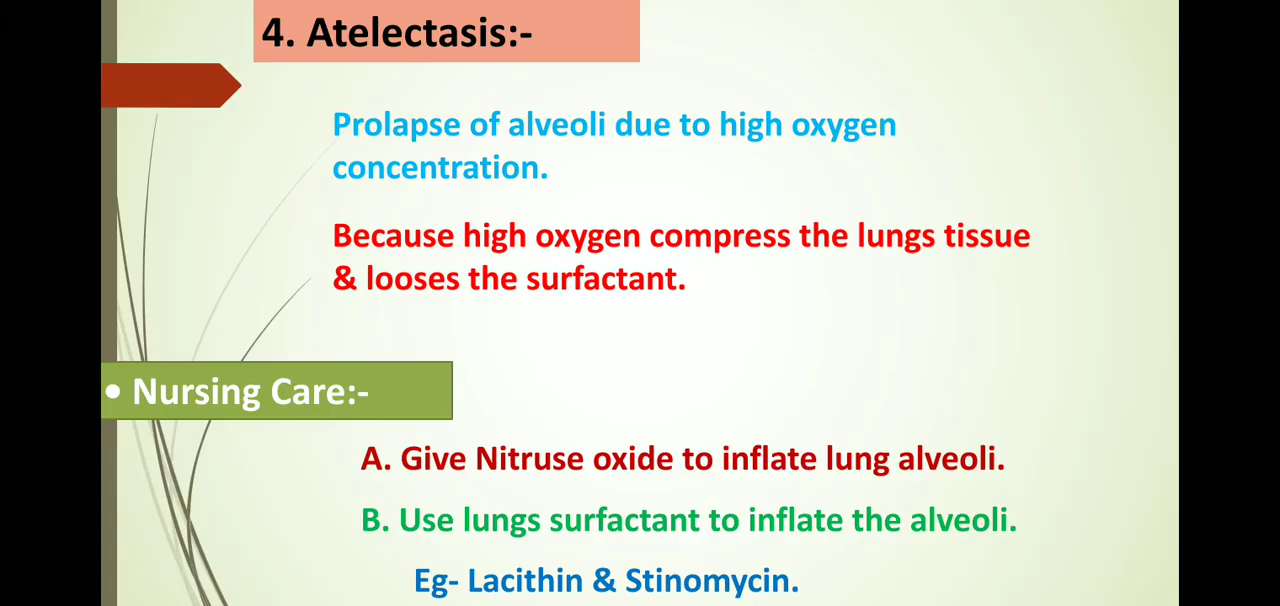 4. Atelectasis:-
Prolapse of alveoli due to high oxygen
concentration.
Because high oxygen compress the lungs tissue
& looses the surfactant.
• Nursing Care:-
A. Give Nitruse oxide to inflate lung alveoli.
B. Use lungs surfactant to inflate the alveoli.
Eg- Lacithin & Stinomycin.